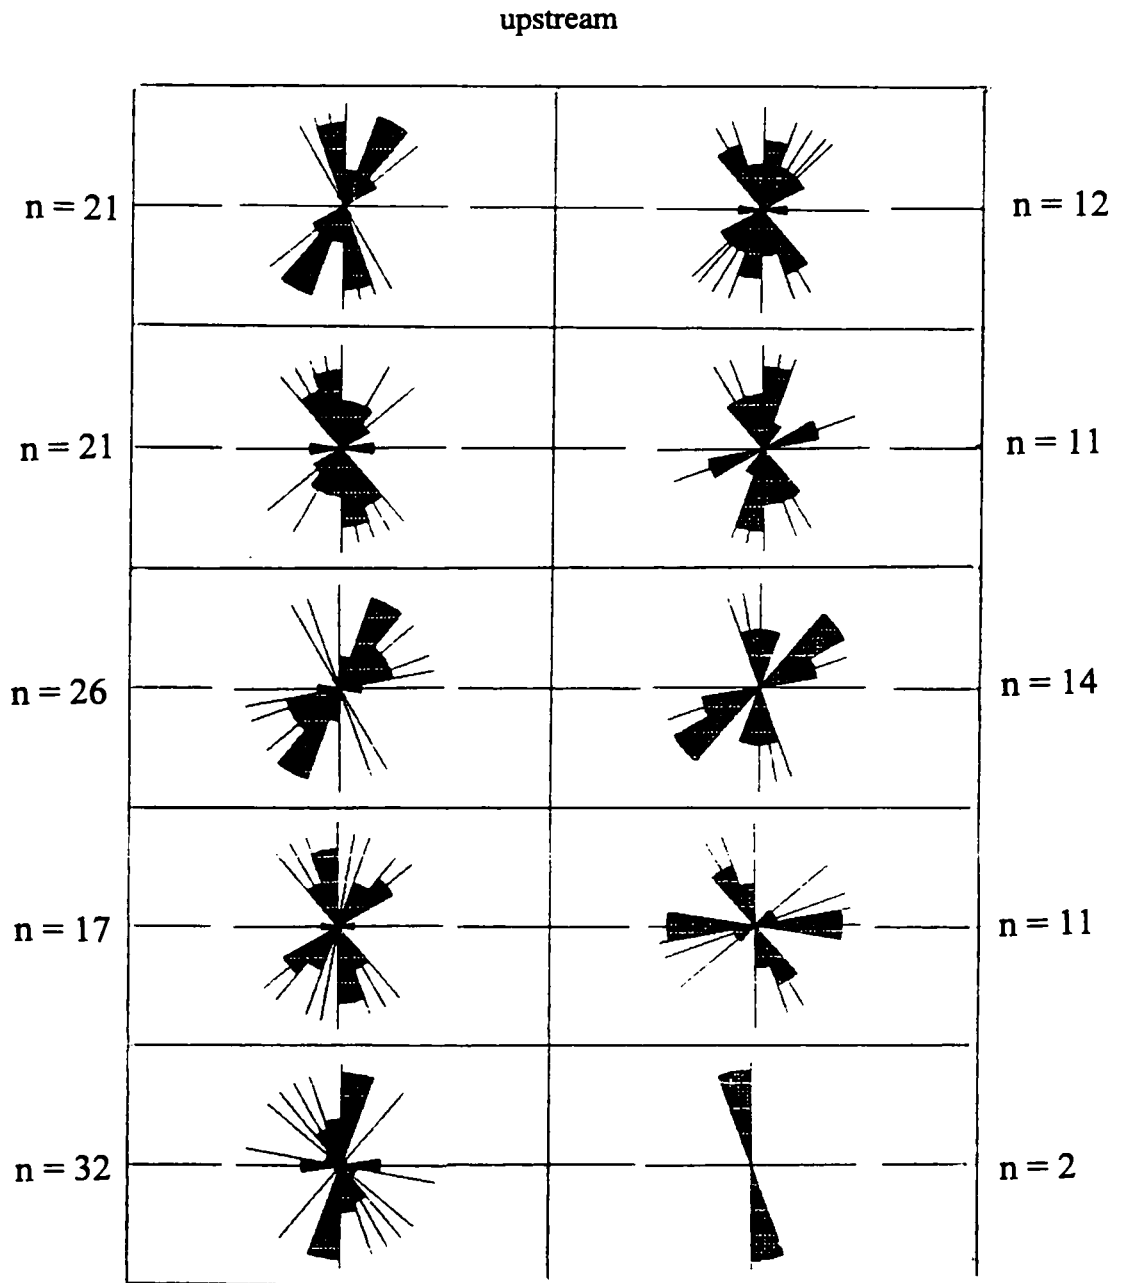 upstream
n = 21
n = 12
n = 21
n = 11
n = 26
n = 14
n = 17
n = 11
n = 32
n = 2